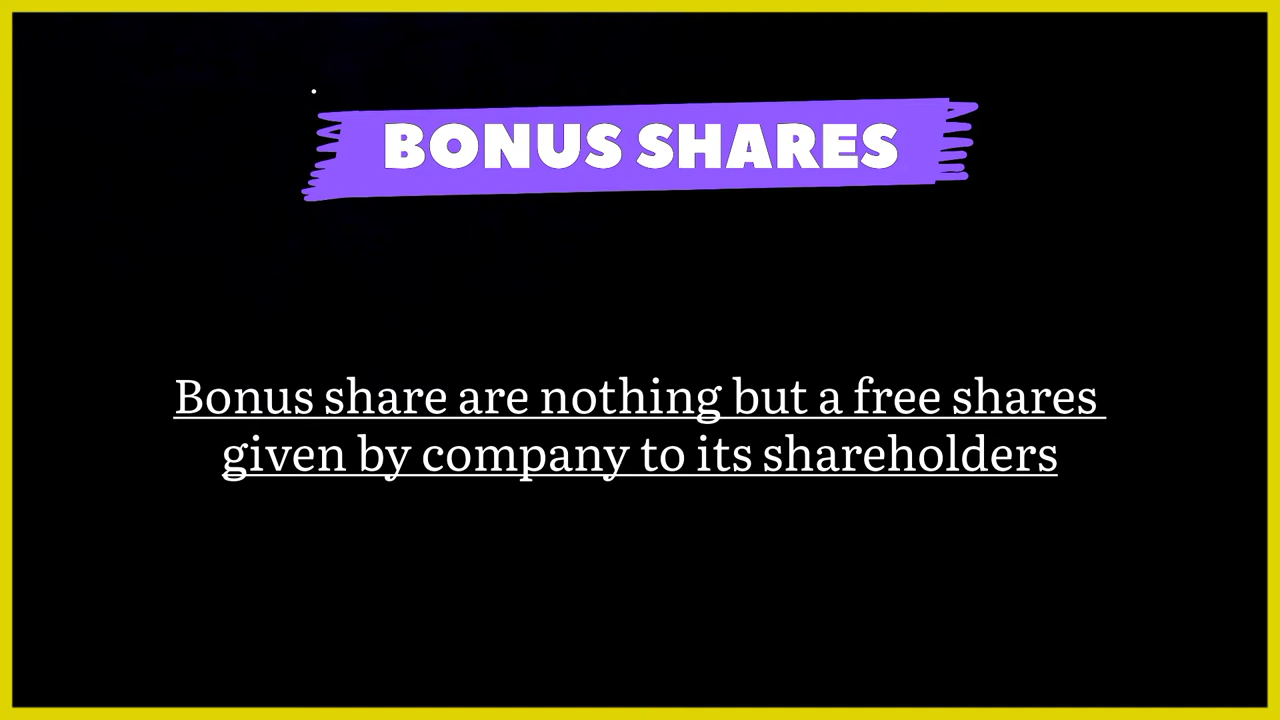 BONUS SHARES
Bonus share are nothing but a free shares
given by company to its shareholders